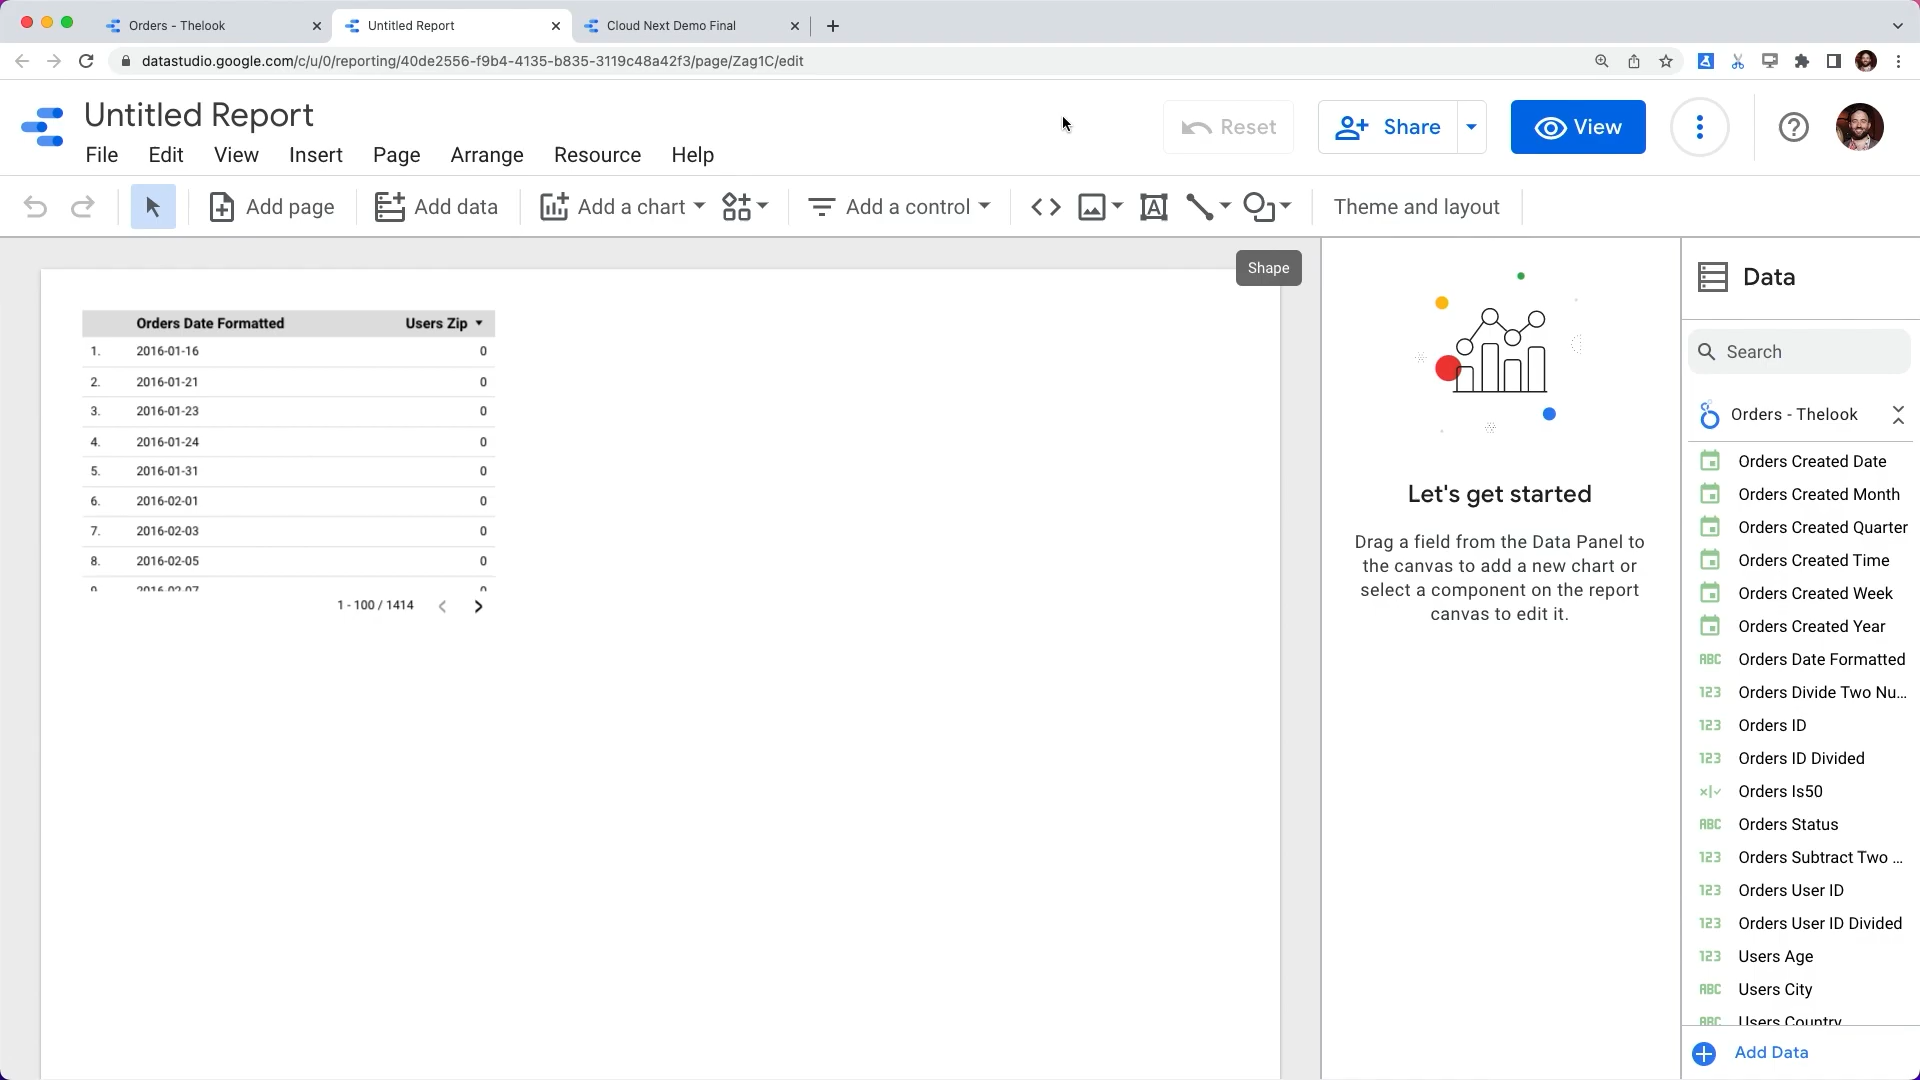 Orders - Thelook
Untitled Report
Cloud Next Demo Final
datastudio.google.com/c/u/0/reporting/40de2556-f9b4-4135-b835-3119c48a42f3/page/Zag1C/edit
Untitled Report
Reset
Share
View
File Edit View Insert Page Arrange Resource Help
Add page
Add data
Add a chart
Add a control
Theme and layout
Shape
Orders Date Formatted Users Zip
1. 2016-01-16 0
2. 2016-01-21 0
3. 2016-01-23 0
4. 2016-01-24 0
5. 2016-01-31 0
6. 2016-02-01 0
7. 2016-02-03 0
8. 2016-02-05 0
9. 2016-02-07 0
1 - 100 / 1414
Let's get started
Drag a field from the Data Panel to
the canvas to add a new chart or
select a component on the report
canvas to edit it.
Data
Search
Orders - Thelook
Orders Created Date
Orders Created Month
Orders Created Quarter
Orders Created Time
Orders Created Week
Orders Created Year
ABC Orders Date Formatted
123 Orders Divide Two Nu...
123 Orders ID
123 Orders ID Divided
Orders Is50
ABC Orders Status
123 Orders Subtract Two ...
123 Orders User ID
123 Orders User ID Divided
123 Users Age
ABC Users City
ABC Users Country
Add Data